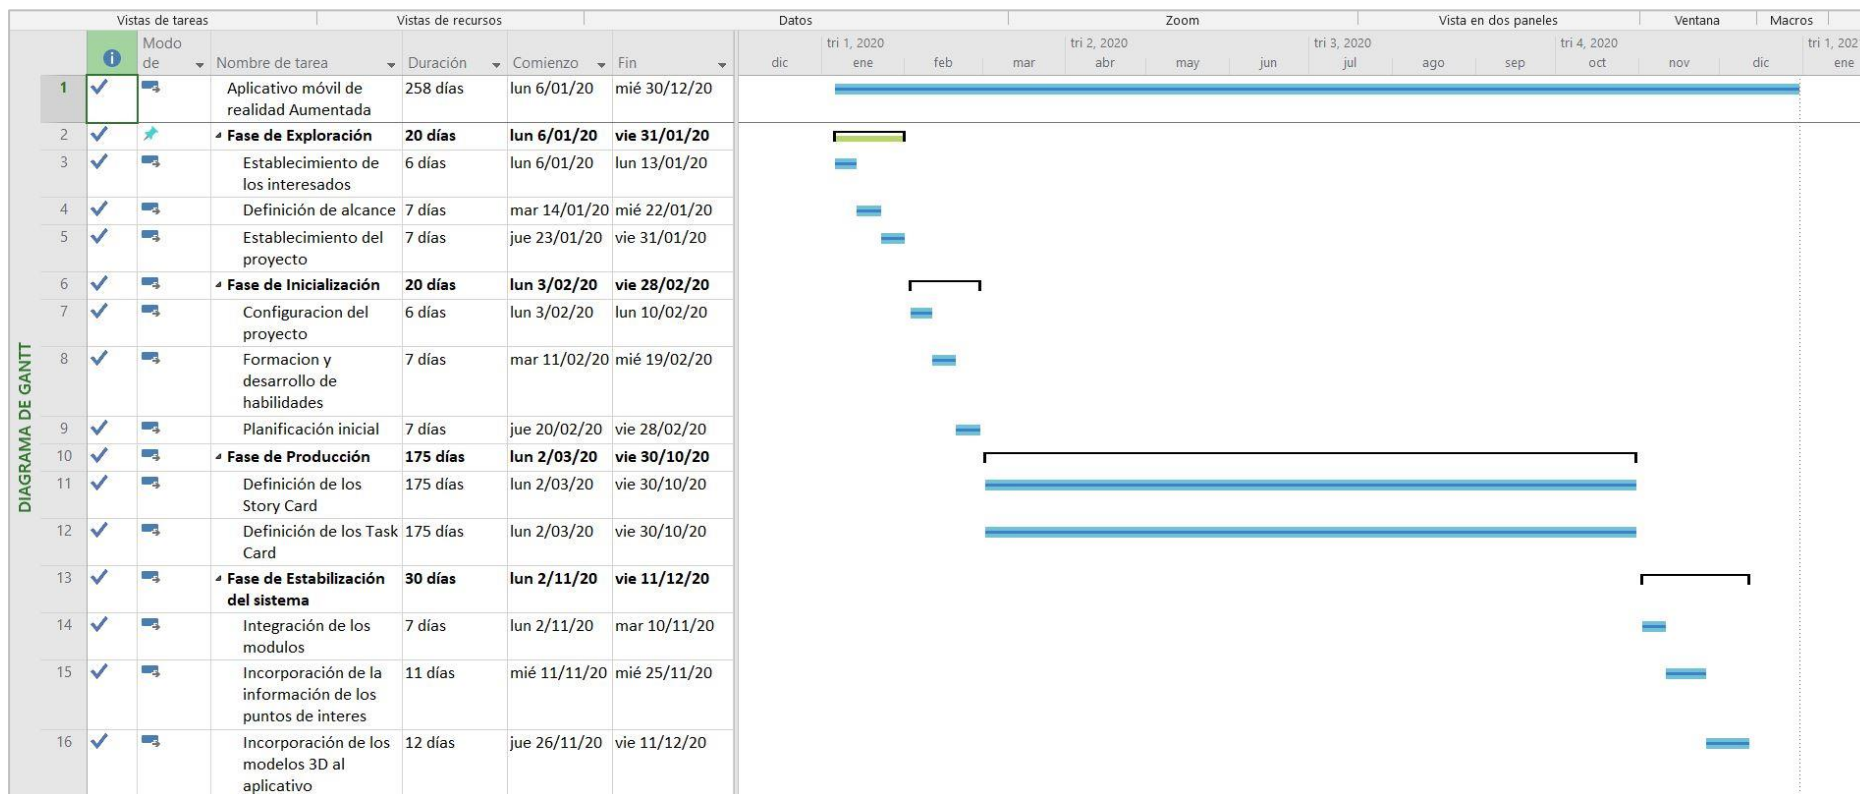 Vistas de tareas Vistas de recursos Datos Zoom Vista en dos paneles Ventana Macros
Modo de Nombre de tarea Duración Comienzo Fin
tri 1, 2020 tri 2, 2020 tri 3, 2020 tri 4, 2020 tri 1, 202
dic ene feb mar abr may jun jul ago sep oct nov dic ene
DIAGRAMA DE GANTT
1 Aplicativo móvil de 258 días lun 6/01/20 mié 30/12/20
realidad Aumentada
2 Fase de Exploración 20 días lun 6/01/20 vie 31/01/20
3 Establecimiento de 6 días lun 6/01/20 lun 13/01/20
los interesados
4 Definición de alcance 7 días mar 14/01/20 mié 22/01/20
5 Establecimiento del 7 días jue 23/01/20 vie 31/01/20
proyecto
6 Fase de Inicialización 20 días lun 3/02/20 vie 28/02/20
7 Configuracion del 6 días lun 3/02/20 lun 10/02/20
proyecto
8 Formacion y 7 días mar 11/02/20 mié 19/02/20
desarrollo de
habilidades
9 Planificación inicial 7 días jue 20/02/20 vie 28/02/20
10 Fase de Producción 175 días lun 2/03/20 vie 30/10/20
11 Definición de los 175 días lun 2/03/20 vie 30/10/20
Story Card
12 Definición de los Task 175 días lun 2/03/20 vie 30/10/20
Card
13 Fase de Estabilización 30 días lun 2/11/20 vie 11/12/20
del sistema
14 Integración de los 7 días lun 2/11/20 mar 10/11/20
modulos
15 Incorporación de la 11 días mié 11/11/20 mié 25/11/20
información de los
puntos de interes
16 Incorporación de los 12 días jue 26/11/20 vie 11/12/20
modelos 3D al
aplicativo